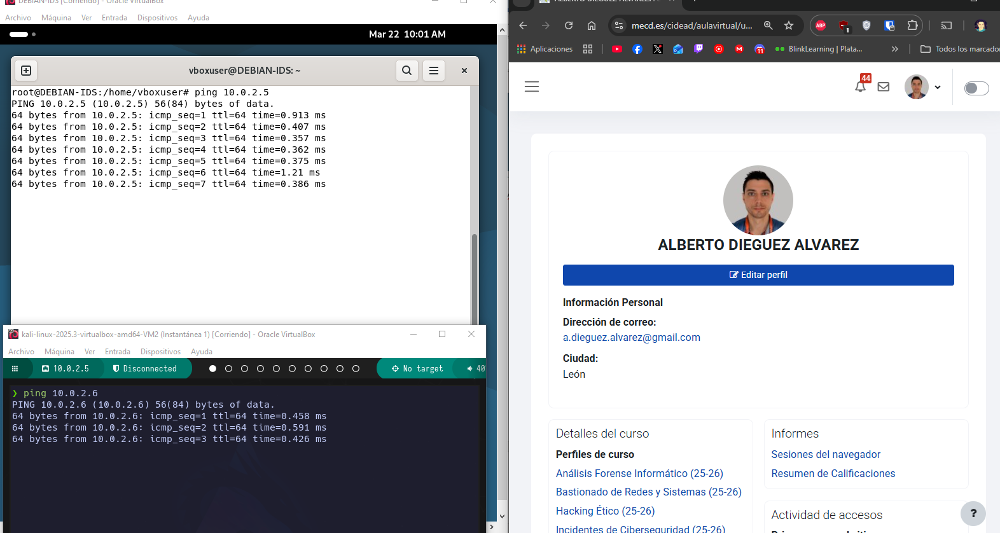 DEBIAN-IDS [Corriendo] - Oracle VirtualBox
Archivo Máquina Ver Entrada Dispositivos Ayuda
Mar 22 10:01 AM
vboxuser@DEBIAN-IDS: ~
root@DEBIAN-IDS:/home/vboxuser# ping 10.0.2.5
PING 10.0.2.5 (10.0.2.5) 56(84) bytes of data.
64 bytes from 10.0.2.5: icmp_seq=1 ttl=64 time=0.913 ms
64 bytes from 10.0.2.5: icmp_seq=2 ttl=64 time=0.407 ms
64 bytes from 10.0.2.5: icmp_seq=3 ttl=64 time=0.357 ms
64 bytes from 10.0.2.5: icmp_seq=4 ttl=64 time=0.362 ms
64 bytes from 10.0.2.5: icmp_seq=5 ttl=64 time=0.375 ms
64 bytes from 10.0.2.5: icmp_seq=6 ttl=64 time=1.21 ms
64 bytes from 10.0.2.5: icmp_seq=7 ttl=64 time=0.386 ms
kali-linux-2025.3-virtualbox-amd64-VM2 (Instantánea 1) [Corriendo] - Oracle VirtualBox
Archivo Máquina Ver Entrada Dispositivos Ayuda
10.0.2.5 Disconnected No target 40
❯ ping 10.0.2.6
PING 10.0.2.6 (10.0.2.6) 56(84) bytes of data.
64 bytes from 10.0.2.6: icmp_seq=1 ttl=64 time=0.458 ms
64 bytes from 10.0.2.6: icmp_seq=2 ttl=64 time=0.591 ms
64 bytes from 10.0.2.6: icmp_seq=3 ttl=64 time=0.426 ms
ALBERTO DIEGUEZ ALVAREZ:
mecd.es/cidead/aulavirtual/u... ABP 1
Aplicaciones 11 BlinkLearning | Plata... » Todos los marcado
44
ALBERTO DIEGUEZ ALVAREZ
Editar perfil
Información Personal
Dirección de correo:
a.dieguez.alvarez@gmail.com
Ciudad:
León
Detalles del curso
Perfiles de curso
Análisis Forense Informático (25-26)
Bastionado de Redes y Sistemas (25-26)
Hacking Ético (25-26)
Incidentes de Ciberseguridad (25-26)
Informes
Sesiones del navegador
Resumen de Calificaciones
Actividad de accesos
?